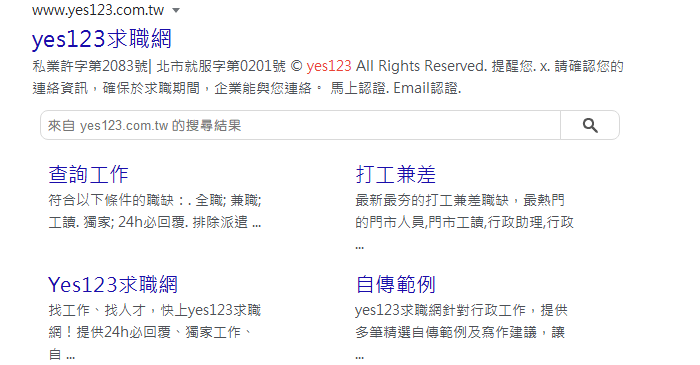 www.yes123.com.tw
yes123求職網
私業許字第2083號| 北市就服字第0201號 © yes123 All Rights Reserved. 提醒您. x. 請確認您的
連絡資訊，確保於求職期間，企業能與您連絡。 馬上認證. Email認證.
來自 yes123.com.tw 的搜尋結果
查詢工作
符合以下條件的職缺：. 全職; 兼職;
工讀. 獨家; 24h必回覆. 排除派遣 ...
打工兼差
最新最夯的打工兼差職缺，最熱門
的門市人員,門市工讀,行政助理,行政
...
Yes123求職網
找工作、找人才，快上yes123求職
網！提供24h必回覆、獨家工作、
自 ...
自傳範例
yes123求職網針對行政工作，提供
多筆精選自傳範例及寫作建議，讓
...